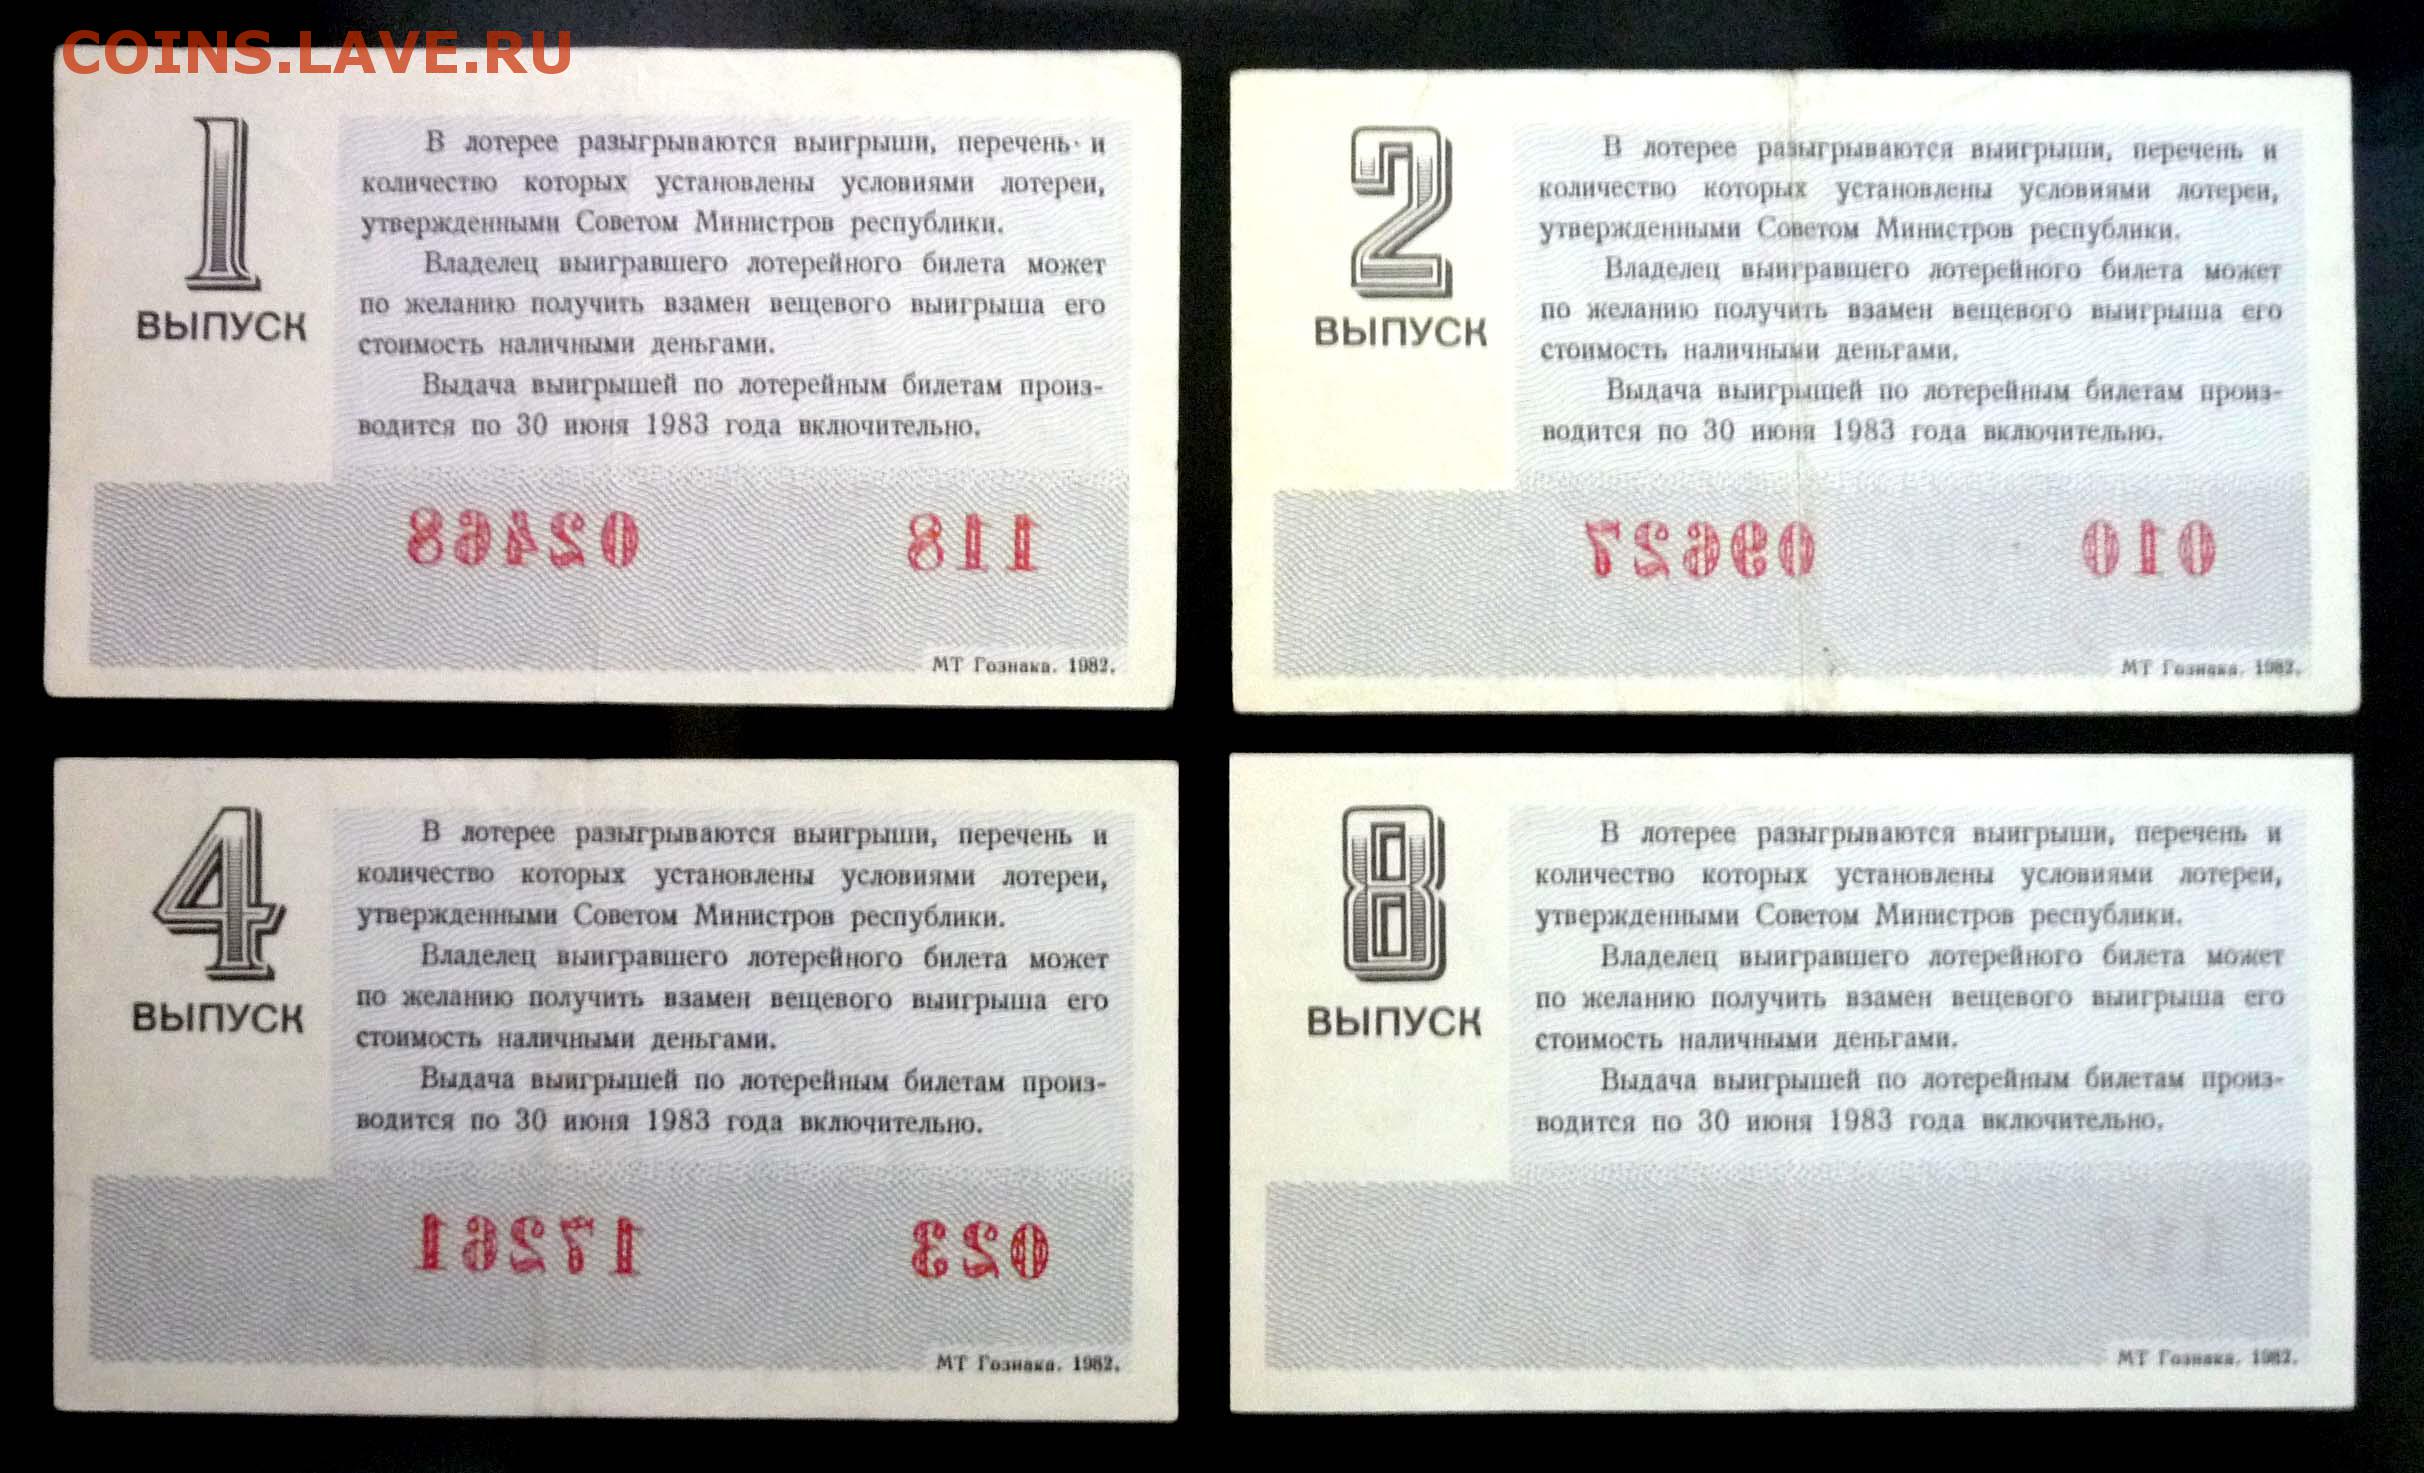 COINS.LAVE.RU
1
ВЫПУСК
В лотерее разыгрываются выигрыши, перечень и
количество которых установлены условиями лотереи,
утвержденными Советом Министров республики.
Владелец выигравшего лотерейного билета может
по желанию получить взамен вещевого выигрыша его
стоимость наличными деньгами.
Выдача выигрышей по лотерейным билетам произ-
водится по 30 июня 1983 года включительно.
02468 118
МТ Гознака. 1982.
2
ВЫПУСК
В лотерее разыгрываются выигрыши, перечень и
количество которых установлены условиями лотереи,
утвержденными Советом Министров республики.
Владелец выигравшего лотерейного билета может
по желанию получить взамен вещевого выигрыша его
стоимость наличными деньгами.
Выдача выигрышей по лотерейным билетам произ-
водится по 30 июня 1983 года включительно.
09627 010
МТ Гознака. 1982.
4
ВЫПУСК
В лотерее разыгрываются выигрыши, перечень и
количество которых установлены условиями лотереи,
утвержденными Советом Министров республики.
Владелец выигравшего лотерейного билета может
по желанию получить взамен вещевого выигрыша его
стоимость наличными деньгами.
Выдача выигрышей по лотерейным билетам произ-
водится по 30 июня 1983 года включительно.
17261 023
МТ Гознака. 1982.
8
ВЫПУСК
В лотерее разыгрываются выигрыши, перечень и
количество которых установлены условиями лотереи,
утвержденными Советом Министров республики.
Владелец выигравшего лотерейного билета может
по желанию получить взамен вещевого выигрыша его
стоимость наличными деньгами.
Выдача выигрышей по лотерейным билетам произ-
водится по 30 июня 1983 года включительно.
МТ Гознака. 1982.